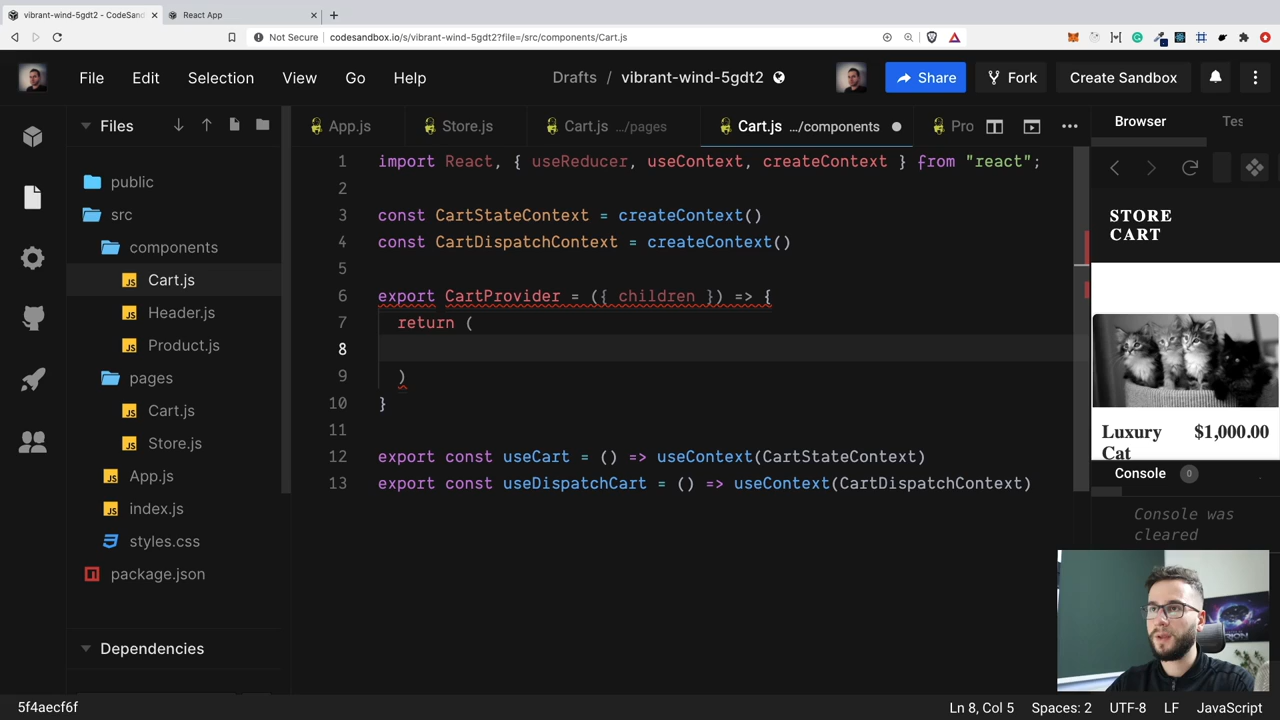 vibrant-wind-5gdt2 - CodeSand
React App
Not Secure codesandbox.io/s/vibrant-wind-5gdt2?file=/src/components/Cart.js
File Edit Selection View Go Help
Drafts / vibrant-wind-5gdt2
Share
Fork
Create Sandbox
Files
public
src
components
Cart.js
Header.js
Product.js
pages
Cart.js
Store.js
App.js
index.js
styles.css
package.json
Dependencies
App.js
Store.js
Cart.js .../pages
Cart.js .../components
Pro
1 import React, { useReducer, useContext, createContext } from "react";
2
3 const CartStateContext = createContext()
4 const CartDispatchContext = createContext()
5
6 export CartProvider = ({ children }) => {
7 return (
8
9 )
10 }
11
12 export const useCart = () => useContext(CartStateContext)
13 export const useDispatchCart = () => useContext(CartDispatchContext)
Browser
Tes
STORE
CART
Luxury
Cat
$1,000.00
Console 0
Console was
cleared
5f4aecf6f
Ln 8, Col 5 Spaces: 2 UTF-8 LF JavaScript